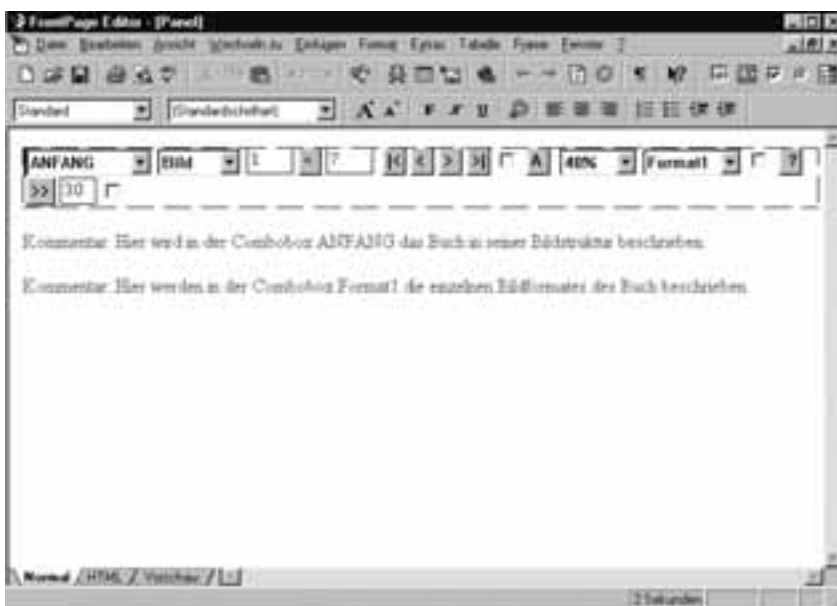 FrontPage Editor - [Panel]
Datei Bearbeiten Ansicht Wechseln zu Einfügen Format Extras Tabelle Frame Fenster ?
Standard (Standardschriftart) A A F K U
ANFANG Bild 1 - 7 |< < > >| A 40% Format1 ?
>> 30
Kommentar: Hier wird in der Combobox ANFANG das Buch in seiner Bildstruktur beschrieben.
Kommentar: Hier werden in der Combobox Format1 die einzelnen Bildformate des Buch beschrieben.
Normal HTML Vorschau
2 Sekunden